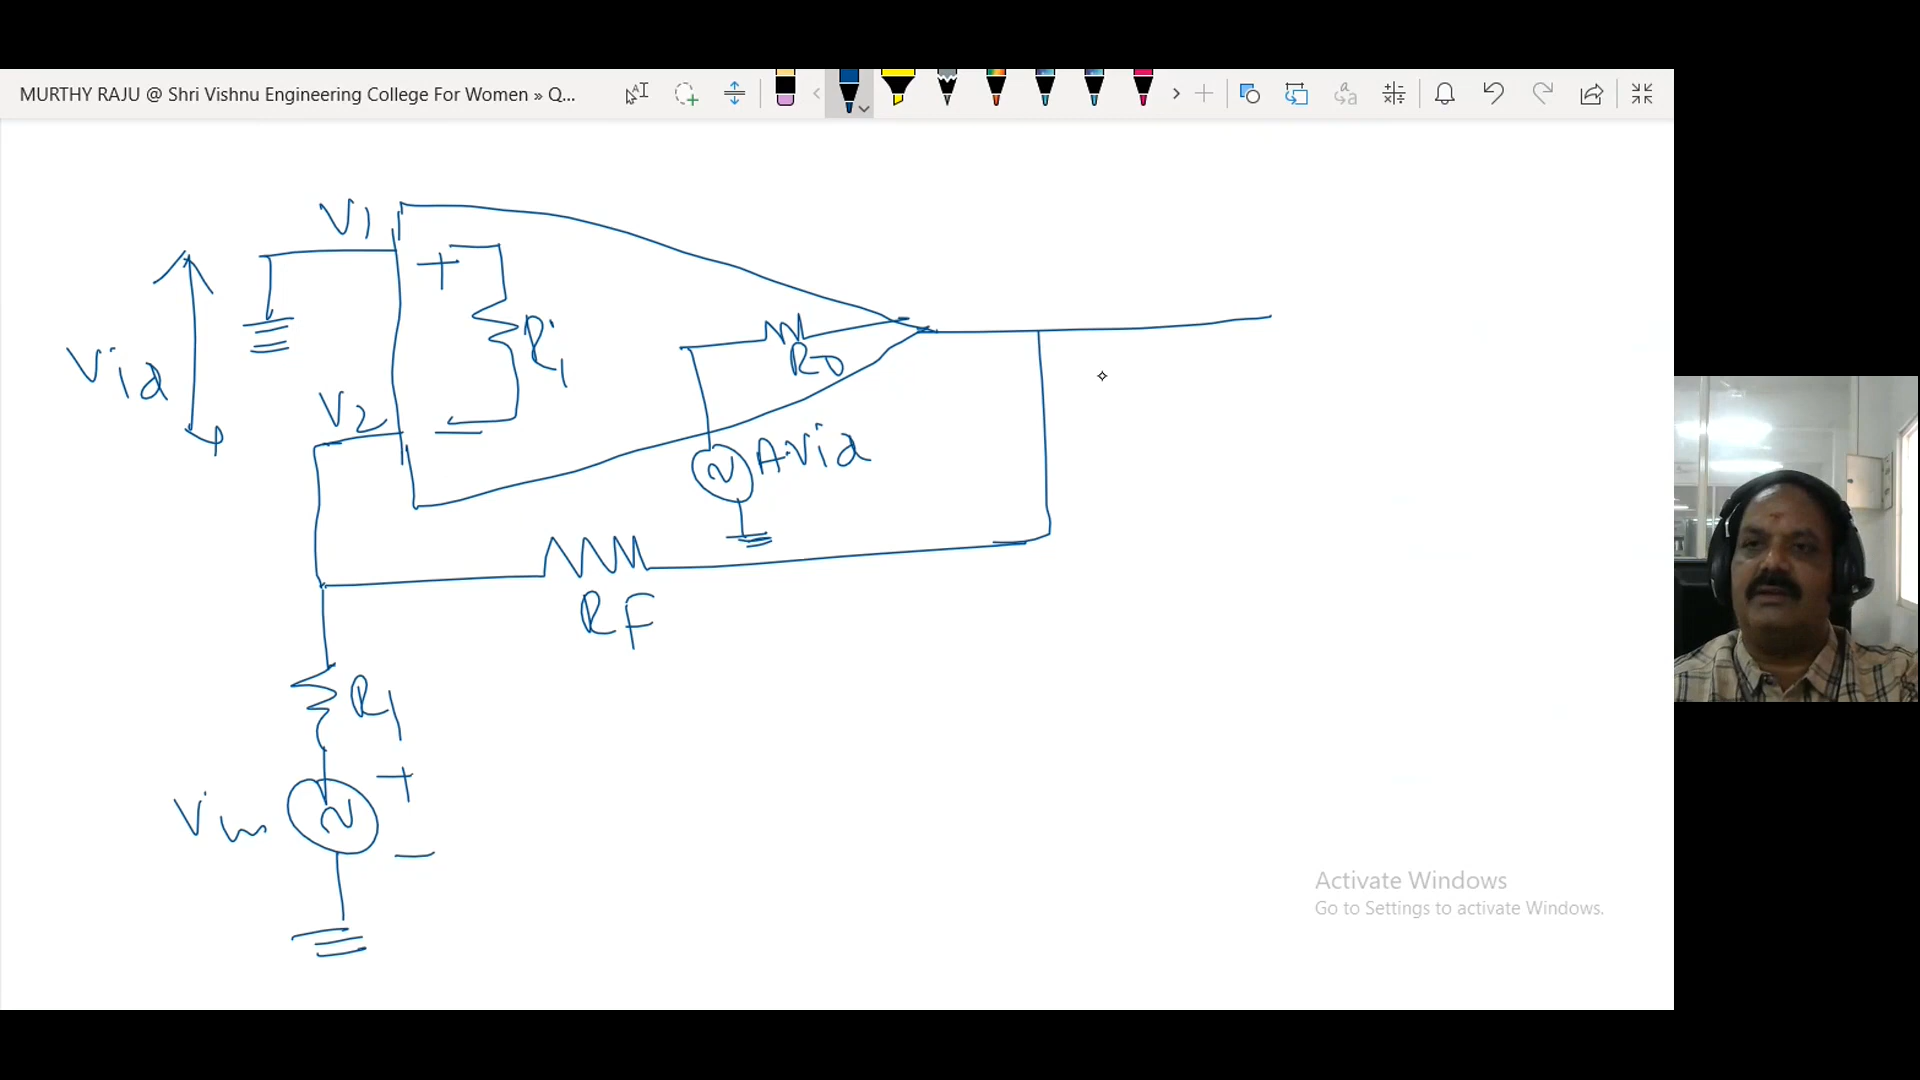 MURTHY RAJU @ Shri Vishnu Engineering College For Women » Q...
V1
+
Ri
Vid
Ro
V2
-
A.Vid
RF
R1
+
Vin
-
Activate Windows
Go to Settings to activate Windows.